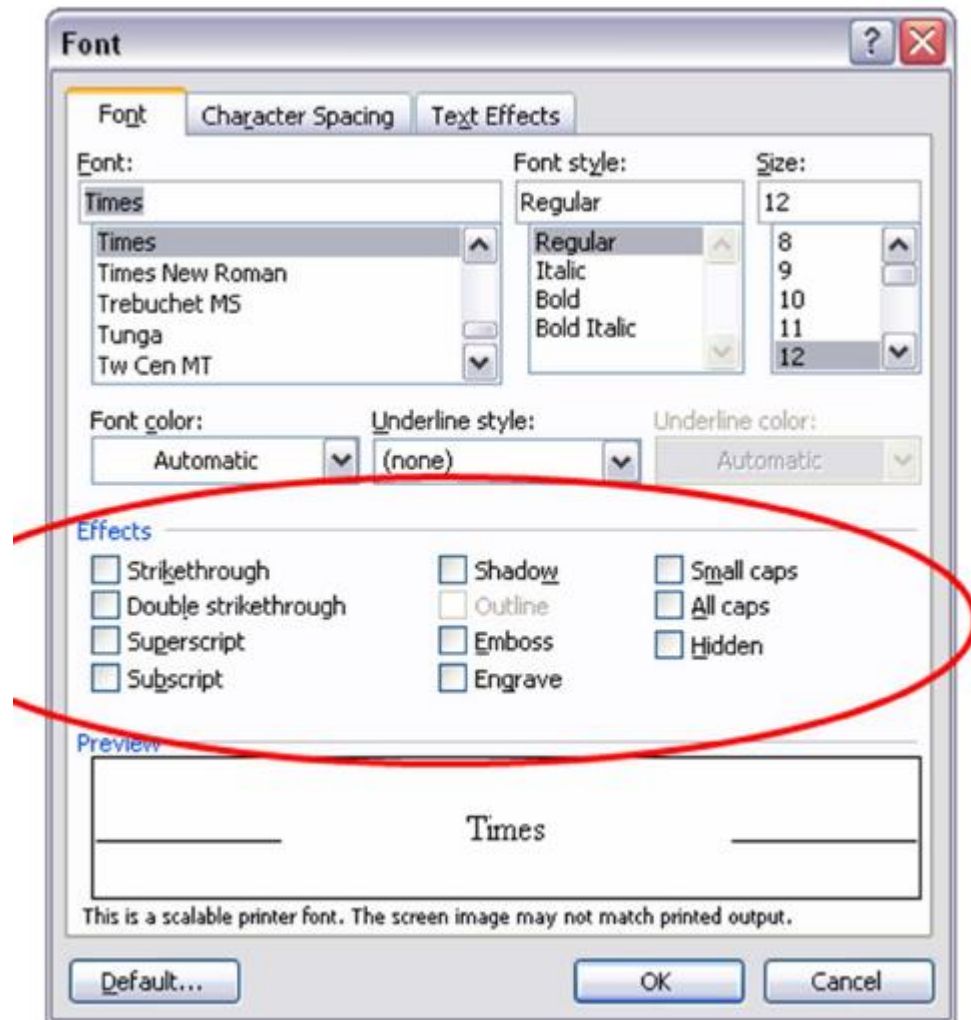 Font
?
Font Character Spacing Text Effects
Font: Font style: Size:
Times Regular 12
Times Regular 8
Times New Roman Italic 9
Trebuchet MS Bold 10
Tunga Bold Italic 11
Tw Cen MT 12
Font color: Underline style: Underline color:
Automatic (none) Automatic
Effects
Strikethrough Shadow Small caps
Double strikethrough Outline All caps
Superscript Emboss Hidden
Subscript Engrave
Preview
Times
This is a scalable printer font. The screen image may not match printed output.
Default... OK Cancel